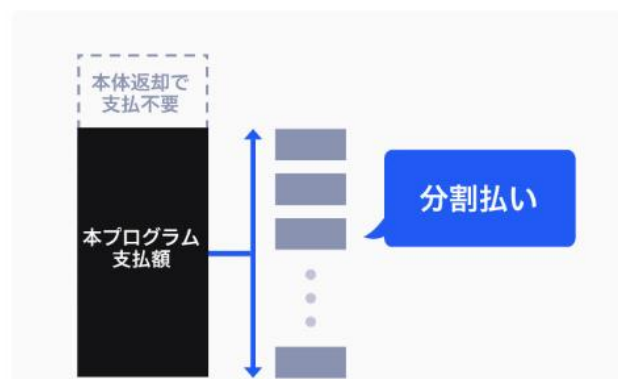 本体返却で
支払不要
本プログラム
支払額
分割払い